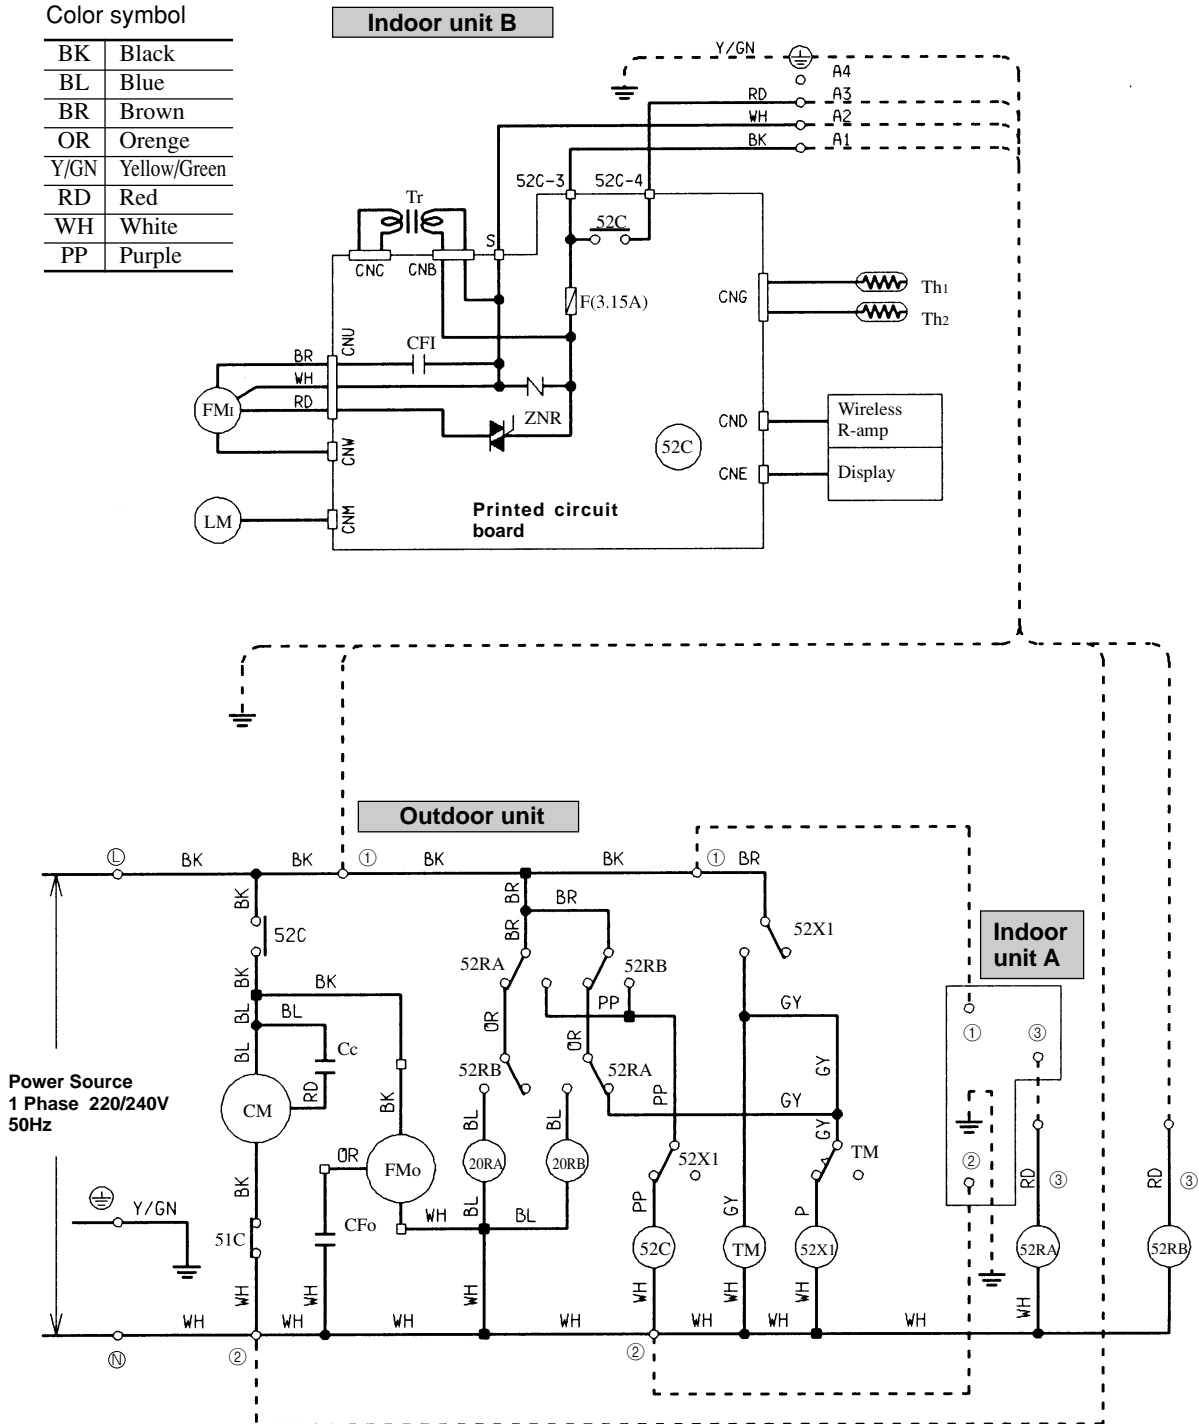 Color symbol
BK Black
BL Blue
BR Brown
OR Orenge
Y/GN Yellow/Green
RD Red
WH White
PP Purple
Indoor unit B
Y/GN
A4
RD A3
WH A2
BK A1
52C-3 52C-4
Tr
52C
S
CNC CNB
F(3.15A)
CNG
Th1
Th2
CNU
CFI
BR
WH
RD
FMI
ZNR
CNW
52C
CND
Wireless
R-amp
CNE
Display
LM
CNM
Printed circuit
board
Outdoor unit
L BK BK ① BK BK ① BR
BK
52C
BR
BR
BR
52X1
Indoor
unit A
BK
BK
52RA
52RB
PP
GY
BL
BL
OR
OR
① ③
BL
Cc
RD
52RB
52RA
GY
PP
GY
Power Source
1 Phase 220/240V
50Hz
CM
BK
BL
BL
GY
OR
FMo
20RA
20RB
52X1
TM
②
BK
RD
③
RD
③
Y/GN
51C
CFo
WH
BL
BL
PP
GY
P
52C
TM
52X1
52RA
52RB
WH
WH
WH
WH
WH
WH
WH
WH WH WH WH WH WH WH
N
②
②